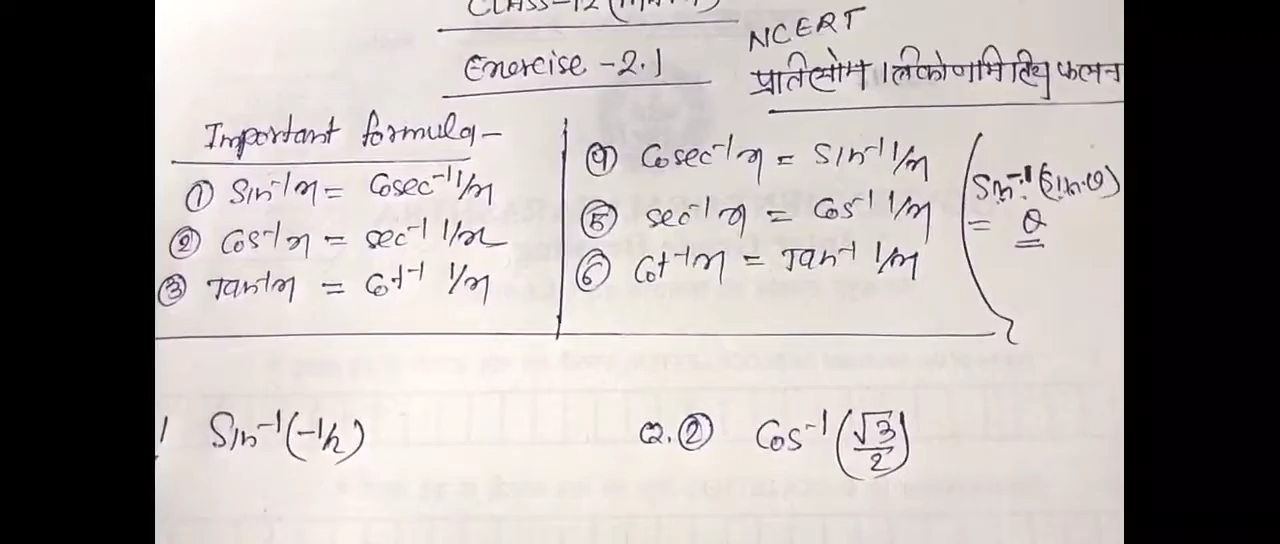 CLASS-12 (
NCERT
Exercise - 2.1
प्रतिलोम त्रिकोणमितिय फलन
Important formula -
① Sin⁻¹x = Cosec⁻¹ 1/x
② Cos⁻¹x = sec⁻¹ 1/x
③ Tan⁻¹x = Cot⁻¹ 1/x
④ Cosec⁻¹x = Sin⁻¹ 1/x
⑤ sec⁻¹x = Cos⁻¹ 1/x
⑥ Cot⁻¹x = Tan⁻¹ 1/x
Sin⁻¹(Sin.θ)
= θ
Sin⁻¹(-1/2)
Q.② Cos⁻¹(√3/2)